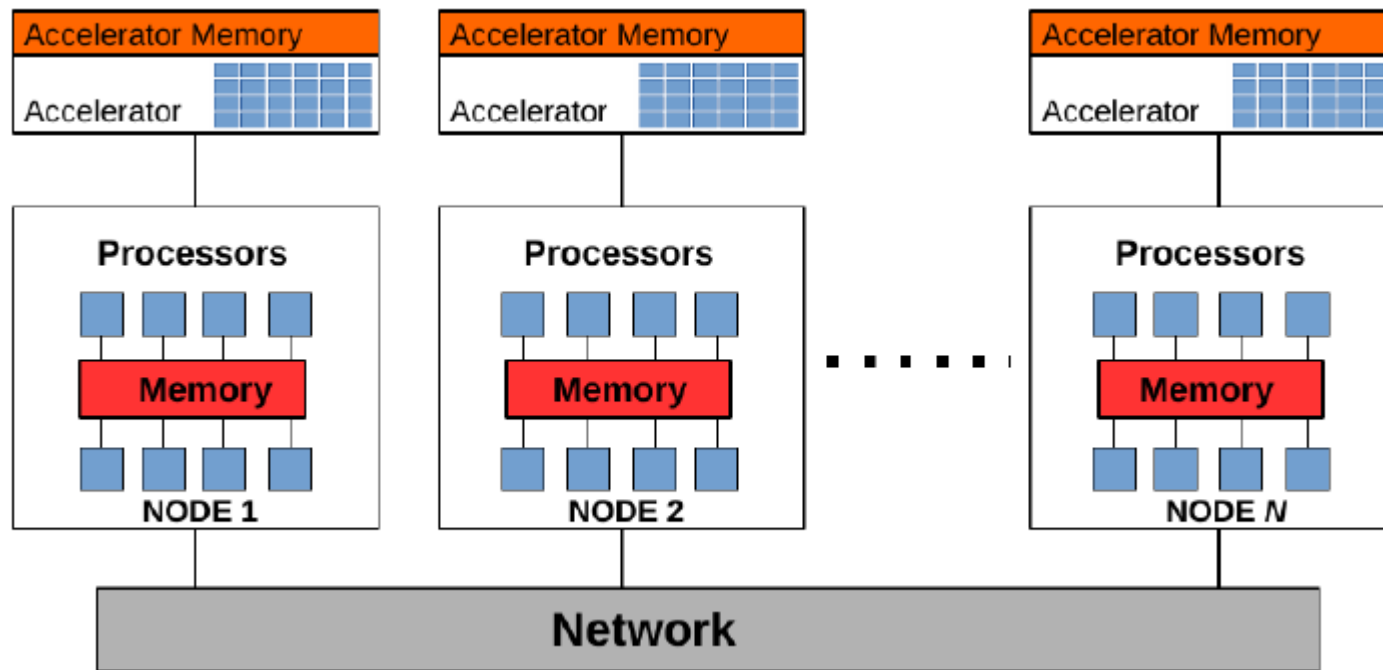 Accelerator Memory
Accelerator
Accelerator Memory
Accelerator
Accelerator Memory
Accelerator
Processors
Memory
NODE 1
Processors
Memory
NODE 2
Processors
Memory
NODE N
Network